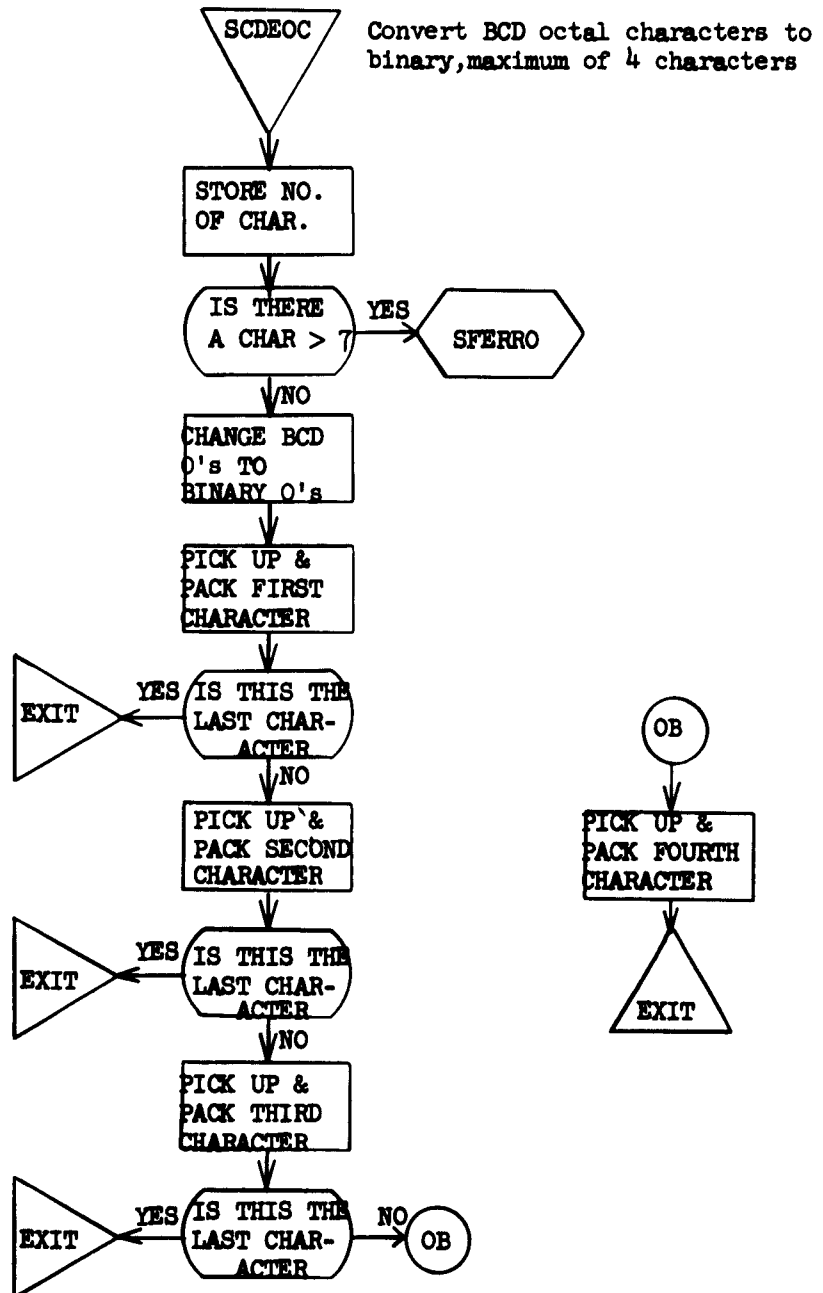 SCDEOC
Convert BCD octal characters to
binary,maximum of 4 characters
STORE NO.
OF CHAR.
IS THERE
A CHAR > 7
YES
SFERRO
NO
CHANGE BCD
0's TO
BINARY 0's
PICK UP &
PACK FIRST
CHARACTER
IS THIS THE
LAST CHAR-
ACTER
YES
EXIT
NO
PICK UP &
PACK SECOND
CHARACTER
IS THIS THE
LAST CHAR-
ACTER
YES
EXIT
NO
PICK UP &
PACK THIRD
CHARACTER
IS THIS THE
LAST CHAR-
ACTER
YES
EXIT
NO
OB
OB
PICK UP &
PACK FOURTH
CHARACTER
EXIT